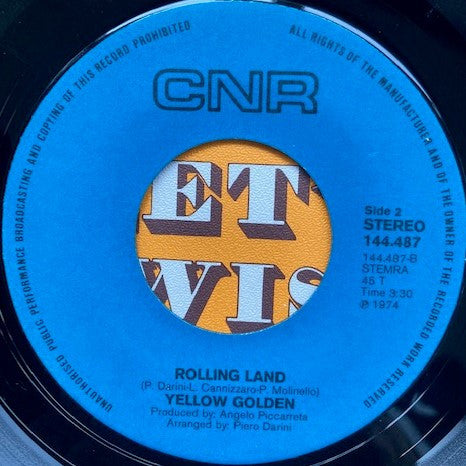 UNAUTHORISED PUBLIC PERFORMANCE BROADCASTING AND COPYING OF THIS RECORD PROHIBITED
ALL RIGHTS OF THE MANUFACTURER AND OF THE OWNER OF THE RECORDED WORK RESERVED
CNR
ET'
WIS
Side 2
STEREO
144.487
144.487-B
STEMRA
45 T
Time 3:30
℗ 1974
ROLLING LAND
(P. Darini-L. Cannizzaro-P. Molinello)
YELLOW GOLDEN
Produced by: Angelo Piccarreta
Arranged by: Piero Darini